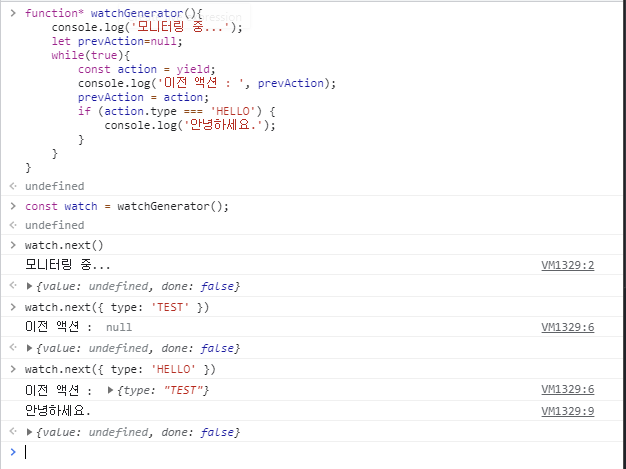 function* watchGenerator(){
console.log('모니터링 중...');
let prevAction=null;
while(true){
const action = yield;
console.log('이전 액션 : ', prevAction);
prevAction = action;
if (action.type === 'HELLO') {
console.log('안녕하세요.');
}
}
}
undefined
const watch = watchGenerator();
undefined
watch.next()
모니터링 중... VM1329:2
{value: undefined, done: false}
watch.next({ type: 'TEST' })
이전 액션 : null VM1329:6
{value: undefined, done: false}
watch.next({ type: 'HELLO' })
이전 액션 : {type: "TEST"} VM1329:6
안녕하세요. VM1329:9
{value: undefined, done: false}